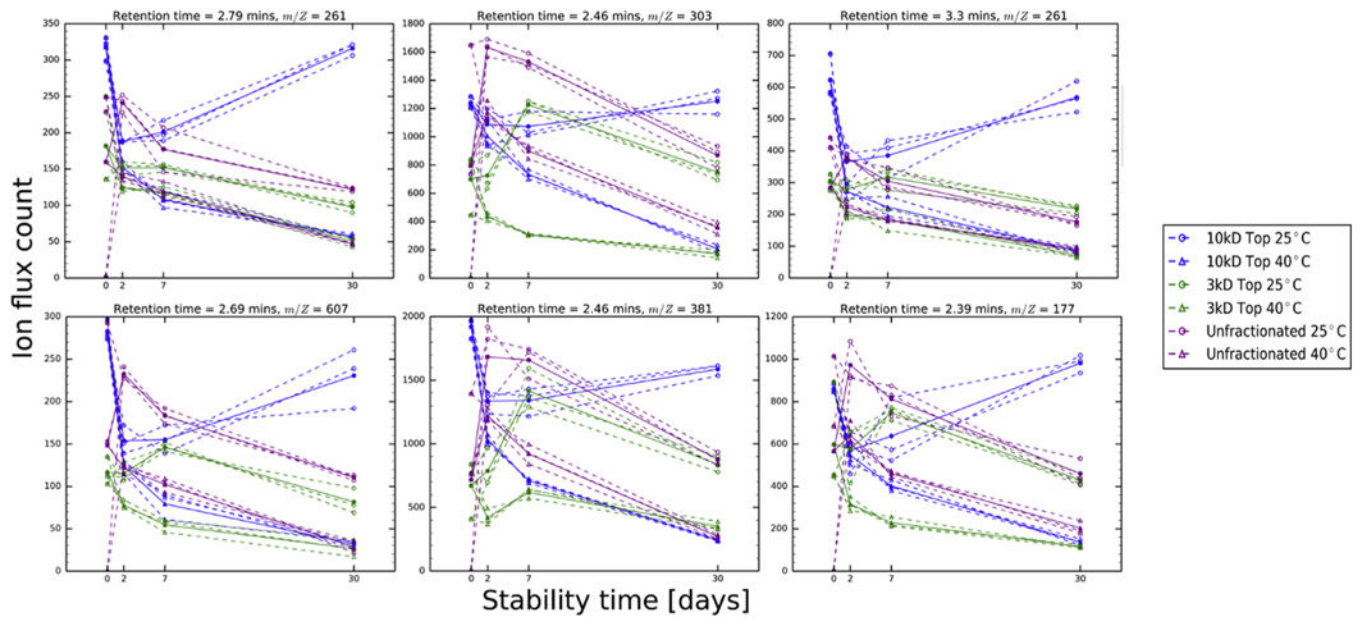 Retention time = 2.79 mins, m/Z = 261
Retention time = 2.46 mins, m/Z = 303
Retention time = 3.3 mins, m/Z = 261
350
300
250
200
150
100
50
0
0 2 7 30
1800
1600
1400
1200
1000
800
600
400
200
0
0 2 7 30
800
700
600
500
400
300
200
100
0
0 2 7 30
Ion flux count
Retention time = 2.69 mins, m/Z = 607
Retention time = 2.46 mins, m/Z = 381
Retention time = 2.39 mins, m/Z = 177
300
250
200
150
100
50
0
0 2 7 30
2000
1500
1000
500
0
0 2 7 30
1200
1000
800
600
400
200
0
0 2 7 30
Stability time [days]
10kD Top 25°C
10kD Top 40°C
3kD Top 25°C
3kD Top 40°C
Unfractionated 25°C
Unfractionated 40°C